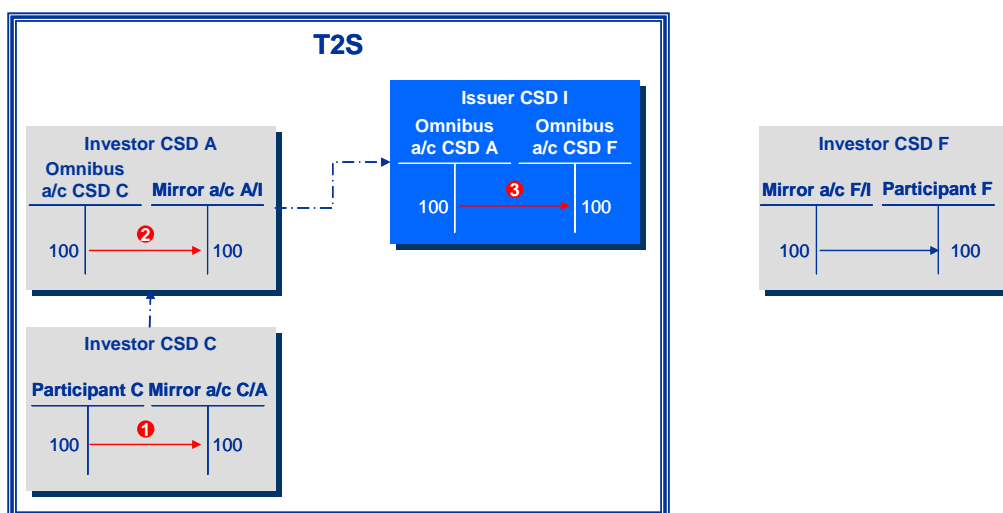 T2S
Issuer CSD I
Omnibus a/c CSD A
Omnibus a/c CSD F
100
3
100
Investor CSD A
Omnibus a/c CSD C
Mirror a/c A/I
100
2
100
Investor CSD C
Participant C
Mirror a/c C/A
100
1
100
Investor CSD F
Mirror a/c F/I
Participant F
100
100